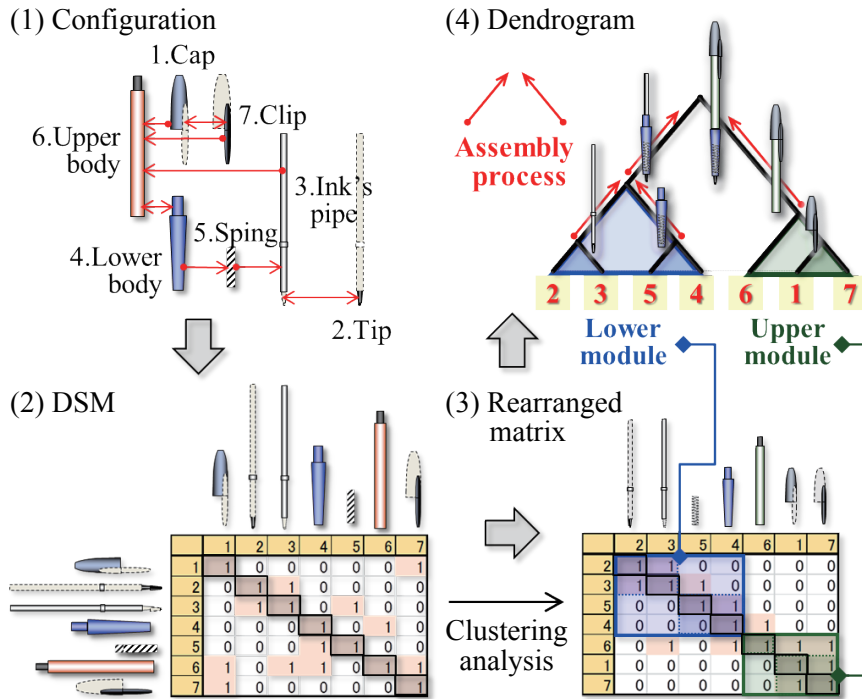 (1) Configuration
1.Cap
7.Clip
6.Upper
body
3.Ink's
pipe
5.Sping
4.Lower
body
2.Tip
(4) Dendrogram
Assembly
process
2 3 5 4 6 1 7
Lower
module
Upper
module
(2) DSM
1 2 3 4 5 6 7
1 1 0 0 0 0 0 1
2 0 1 1 0 0 0 0
3 0 1 1 0 1 0 0
4 0 0 0 1 0 1 0
5 0 0 0 1 1 0 0
6 1 0 1 1 0 1 1
7 1 0 0 0 0 0 1
Clustering
analysis
(3) Rearranged
matrix
2 3 5 4 6 1 7
2 1 1 0 0 0 0 0
3 1 1 1 0 0 0 0
5 0 0 1 1 0 0 0
4 0 0 0 1 1 0 0
6 0 1 0 1 1 1 1
1 0 0 0 0 0 1 1
7 0 0 0 0 0 1 1